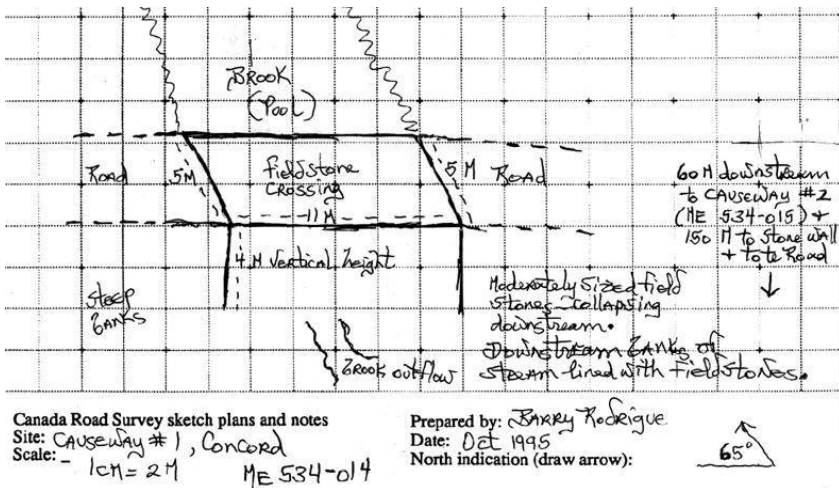 BROOK
(Pool)
ROAD
5M
fieldstone
CROSSING
5 M
ROAD
11 M
60 M downstream
to CAUSEWAY #2
(ME 534-015) +
150 M to stone wall
+ tote Road
4 M vertical height
steep
BANKS
Moderately sized field
stones-collapsing
downstream.
Downstream BANKS of
stream lined with fieldstones.
BROOK outflow
Canada Road Survey sketch plans and notes
Site: CAUSEWAY #1, CONCORD
Scale: 1cm = 2M
ME 534-014
Prepared by: BARRY Rodrigue
Date: Oct 1995
North indication (draw arrow):
65°